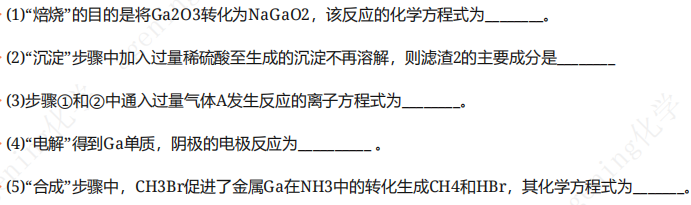 (1)“焙烧”的目的是将Ga2O3转化为NaGaO2，该反应的化学方程式为________。
(2)“沉淀”步骤中加入过量稀硫酸至生成的沉淀不再溶解，则滤渣2的主要成分是________
(3)步骤①和②中通入过量气体A发生反应的离子方程式为________。
(4)“电解”得到Ga单质，阴极的电极反应为__________ 。
(5)“合成”步骤中，CH3Br促进了金属Ga在NH3中的转化生成CH4和HBr，其化学方程式为_______。